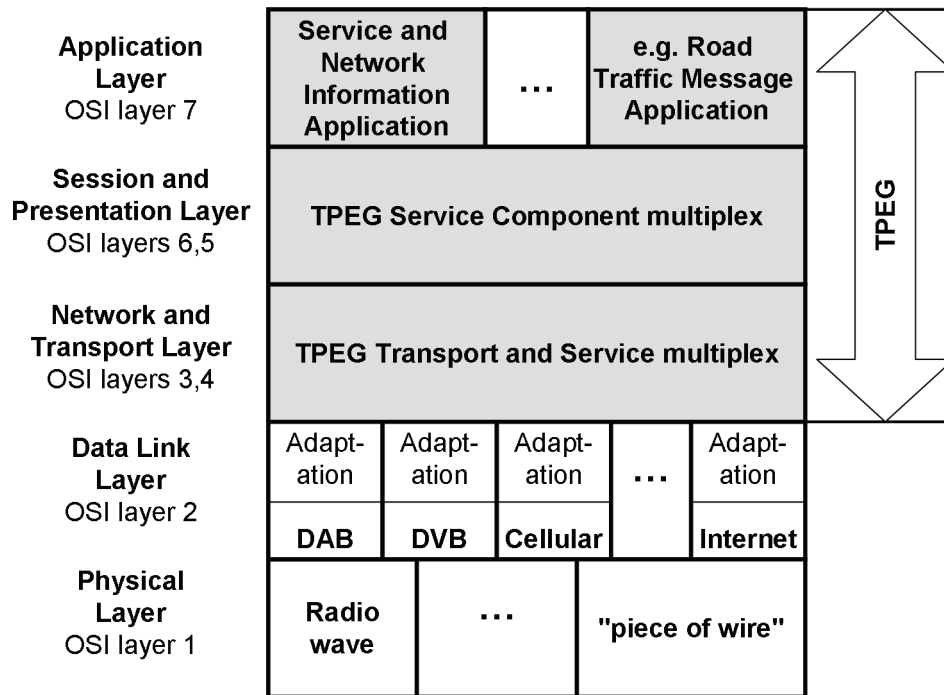 Application
Layer
OSI layer 7
Service and
Network
Information
Application
...
e.g. Road
Traffic Message
Application
TPEG
Session and
Presentation Layer
OSI layers 6,5
TPEG Service Component multiplex
Network and
Transport Layer
OSI layers 3,4
TPEG Transport and Service multiplex
Data Link
Layer
OSI layer 2
Adapt-
ation
DAB
Adapt-
ation
DVB
Adapt-
ation
Cellular
...
Adapt-
ation
Internet
Physical
Layer
OSI layer 1
Radio
wave
...
"piece of wire"